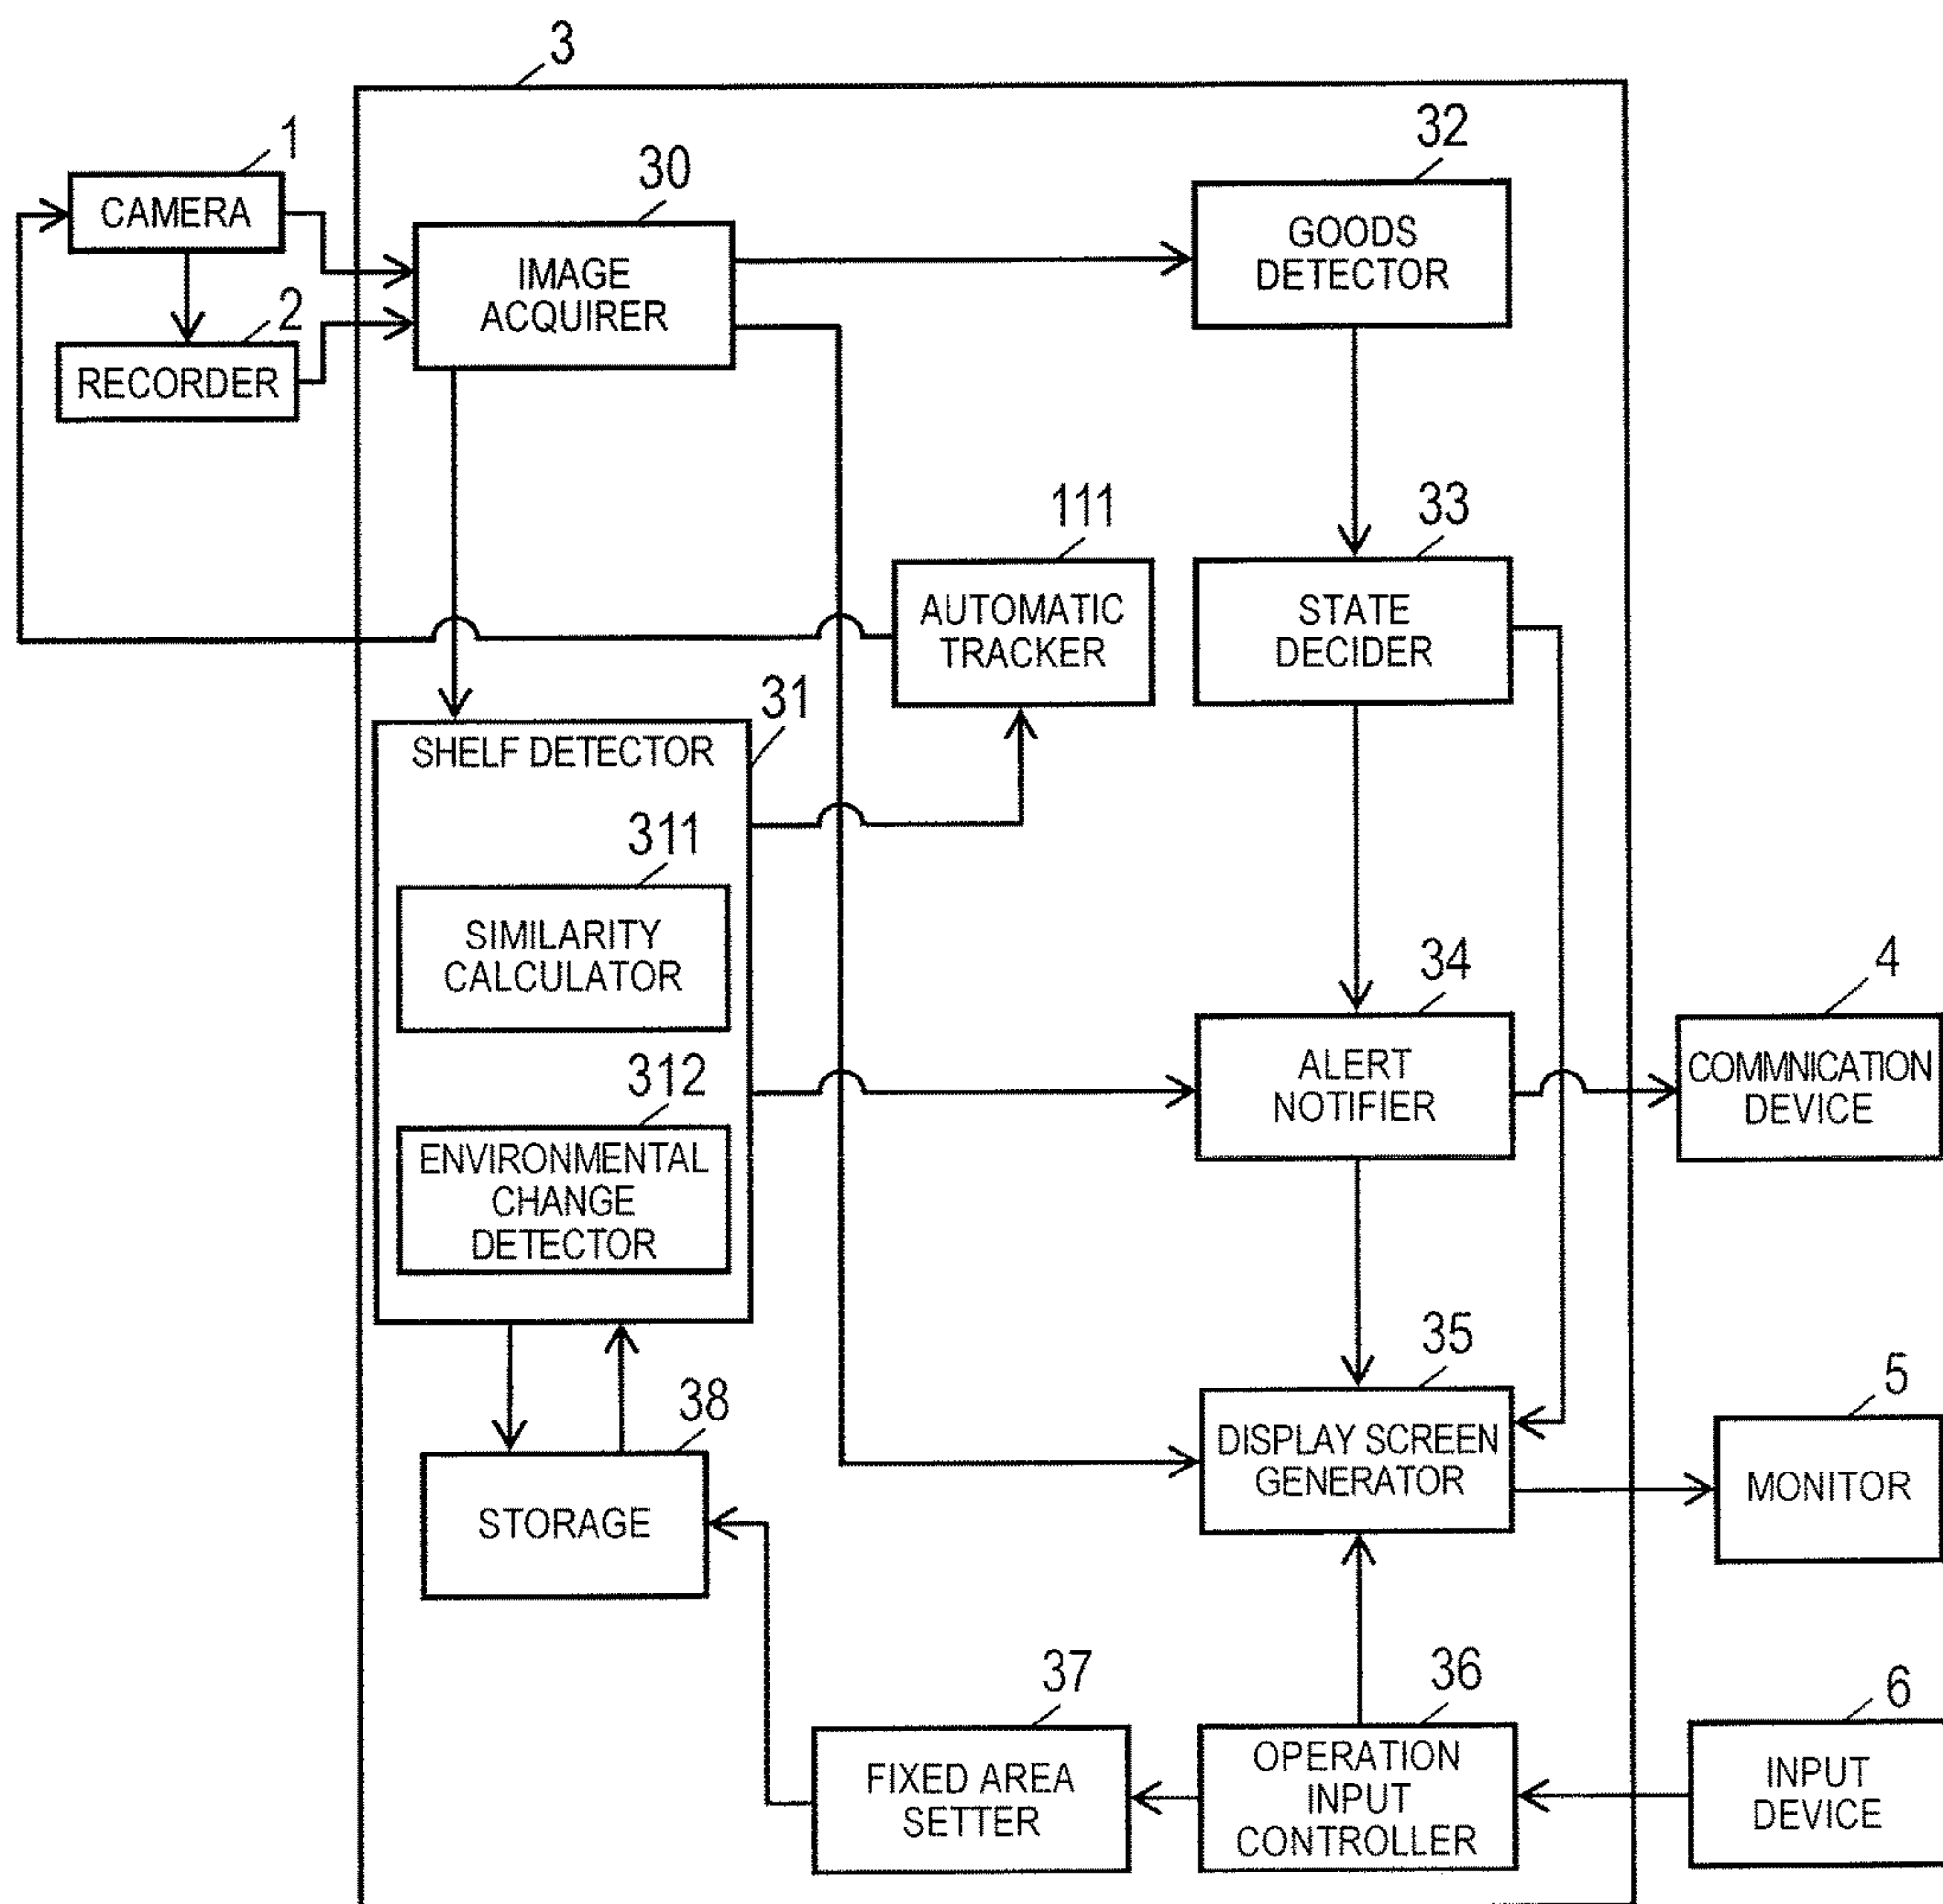 3
1
CAMERA
2
RECORDER
30
IMAGE
ACQUIRER
32
GOODS
DETECTOR
111
AUTOMATIC
TRACKER
33
STATE
DECIDER
31
SHELF DETECTOR
311
SIMILARITY
CALCULATOR
312
ENVIRONMENTAL
CHANGE
DETECTOR
34
ALERT
NOTIFIER
4
COMMNICATION
DEVICE
35
DISPLAY SCREEN
GENERATOR
5
MONITOR
38
STORAGE
37
FIXED AREA
SETTER
36
OPERATION
INPUT
CONTROLLER
6
INPUT
DEVICE